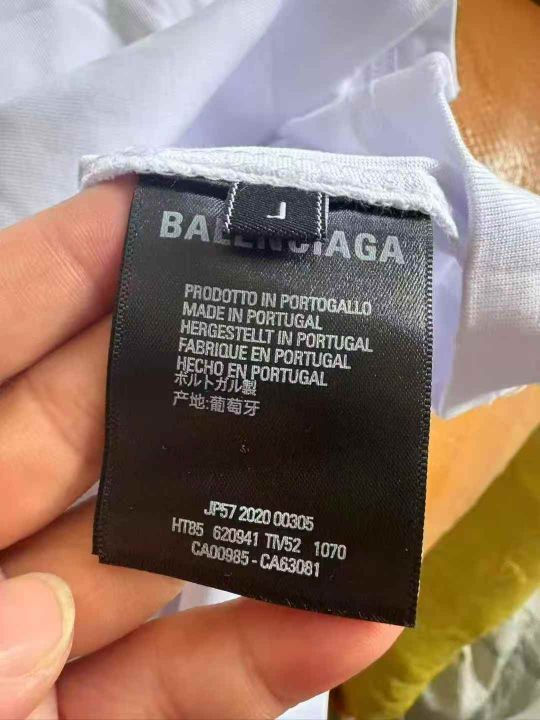 L
BALENCIAGA
PRODOTTO IN PORTOGALLO
MADE IN PORTUGAL
HERGESTELLT IN PORTUGAL
FABRIQUE EN PORTUGAL
HECHO EN PORTUGAL
ポルトガル製
产地:葡萄牙
JP57 2020 00305
HT85 620941 TIV52 1070
CA00985 - CA63081